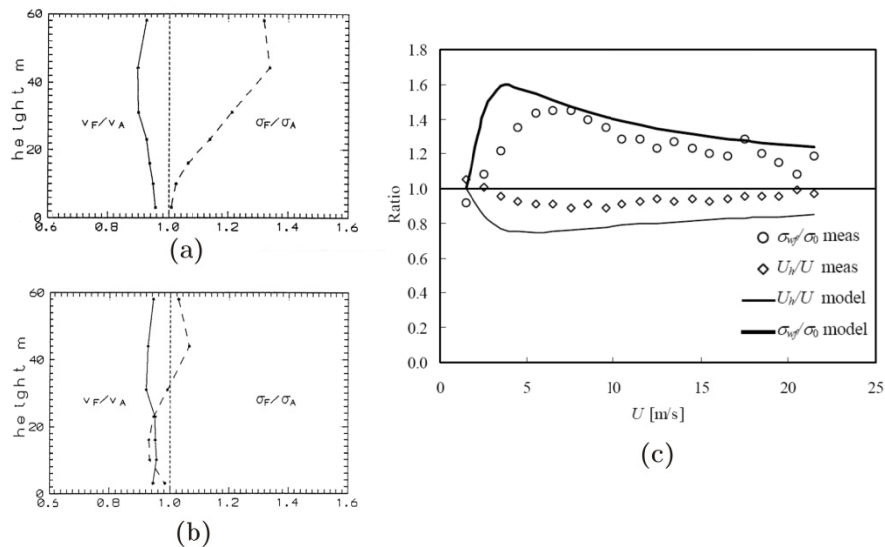 60
40
20
0
height m
v_F/v_A
σ_F/σ_A
0.6 0.8 1.0 1.2 1.4 1.6
(a)
60
40
20
0
height m
v_F/v_A
σ_F/σ_A
0.6 0.8 1.0 1.2 1.4 1.6
(b)
1.8
1.6
1.4
1.2
1.0
0.8
0.6
0.4
0.2
0.0
Ratio
σ_wf/σ_0 meas
U_h/U meas
U_h/U model
σ_wf/σ_0 model
0 5 10 15 20 25
U [m/s]
(c)